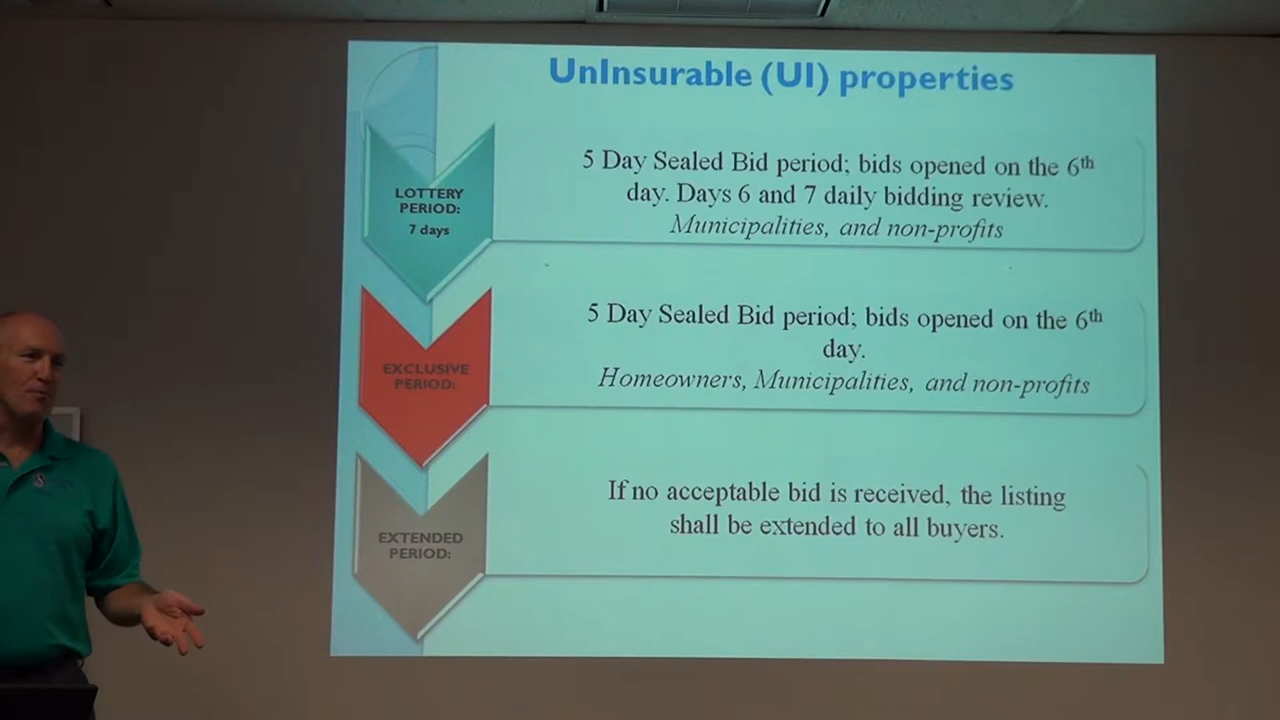 UnInsurable (UI) properties
LOTTERY
PERIOD:
7 days
5 Day Sealed Bid period; bids opened on the 6th
day. Days 6 and 7 daily bidding review.
Municipalities, and non-profits
EXCLUSIVE
PERIOD:
5 Day Sealed Bid period; bids opened on the 6th
day.
Homeowners, Municipalities, and non-profits
EXTENDED
PERIOD:
If no acceptable bid is received, the listing
shall be extended to all buyers.